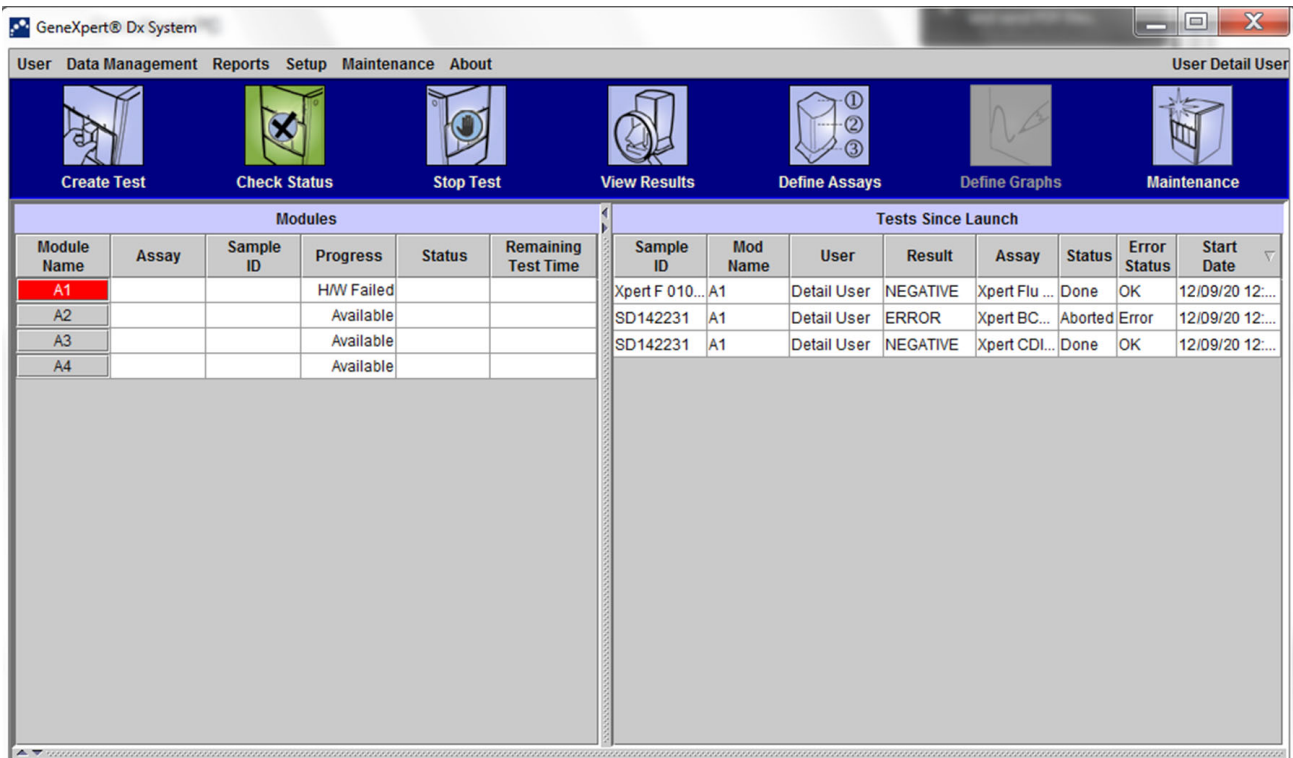 GeneXpert® Dx System
User Data Management Reports Setup Maintenance About User Detail User
① ② ③
Create Test Check Status Stop Test View Results Define Assays Define Graphs Maintenance
Modules
Module Name Assay Sample ID Progress Status Remaining Test Time
A1 H/W Failed
A2 Available
A3 Available
A4 Available
Tests Since Launch
Sample ID Mod Name User Result Assay Status Error Status Start Date
Xpert F 010... A1 Detail User NEGATIVE Xpert Flu ... Done OK 12/09/20 12:...
SD142231 A1 Detail User ERROR Xpert BC... Aborted Error 12/09/20 12:...
SD142231 A1 Detail User NEGATIVE Xpert CDI... Done OK 12/09/20 12:...